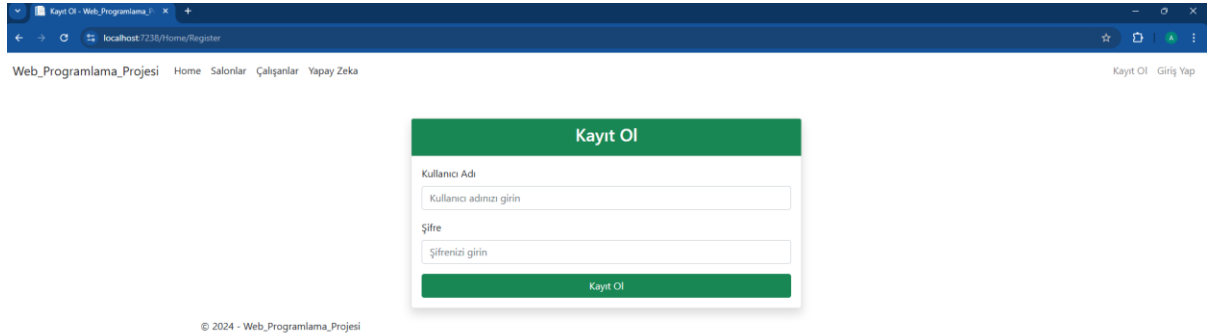 Kayıt Ol - Web_Programlama_P
localhost:7238/Home/Register
A
Web_Programlama_Projesi Home Salonlar Çalışanlar Yapay Zeka Kayıt Ol Giriş Yap
Kayıt Ol
Kullanıcı Adı
Kullanıcı adınızı girin
Şifre
Şifrenizi girin
Kayıt Ol
© 2024 - Web_Programlama_Projesi